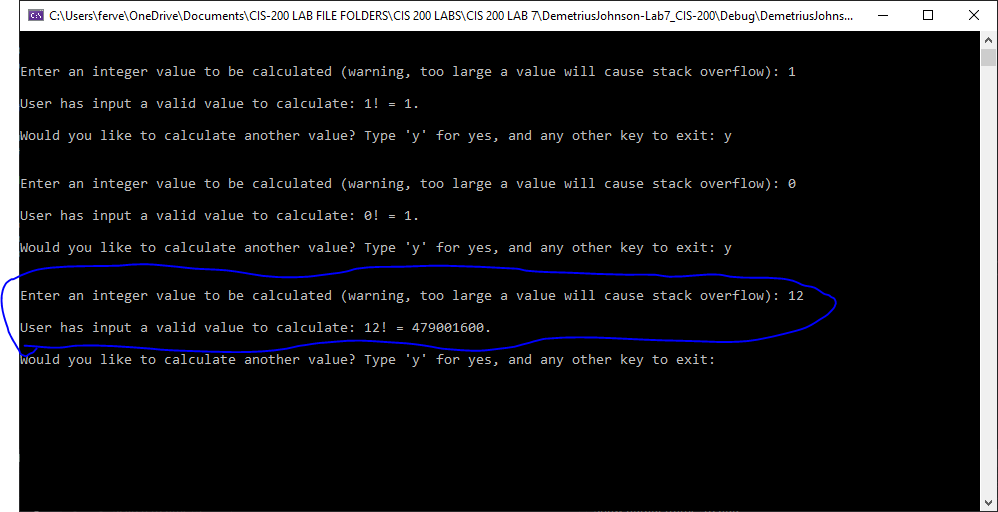 C:\Users\ferve\OneDrive\Documents\CIS-200 LAB FILE FOLDERS\CIS 200 LABS\CIS 200 LAB 7\DemetriusJohnson-Lab7_CIS-200\Debug\DemetriusJohns...
Enter an integer value to be calculated (warning, too large a value will cause stack overflow): 1
User has input a valid value to calculate: 1! = 1.
Would you like to calculate another value? Type 'y' for yes, and any other key to exit: y
Enter an integer value to be calculated (warning, too large a value will cause stack overflow): 0
User has input a valid value to calculate: 0! = 1.
Would you like to calculate another value? Type 'y' for yes, and any other key to exit: y
Enter an integer value to be calculated (warning, too large a value will cause stack overflow): 12
User has input a valid value to calculate: 12! = 479001600.
Would you like to calculate another value? Type 'y' for yes, and any other key to exit: